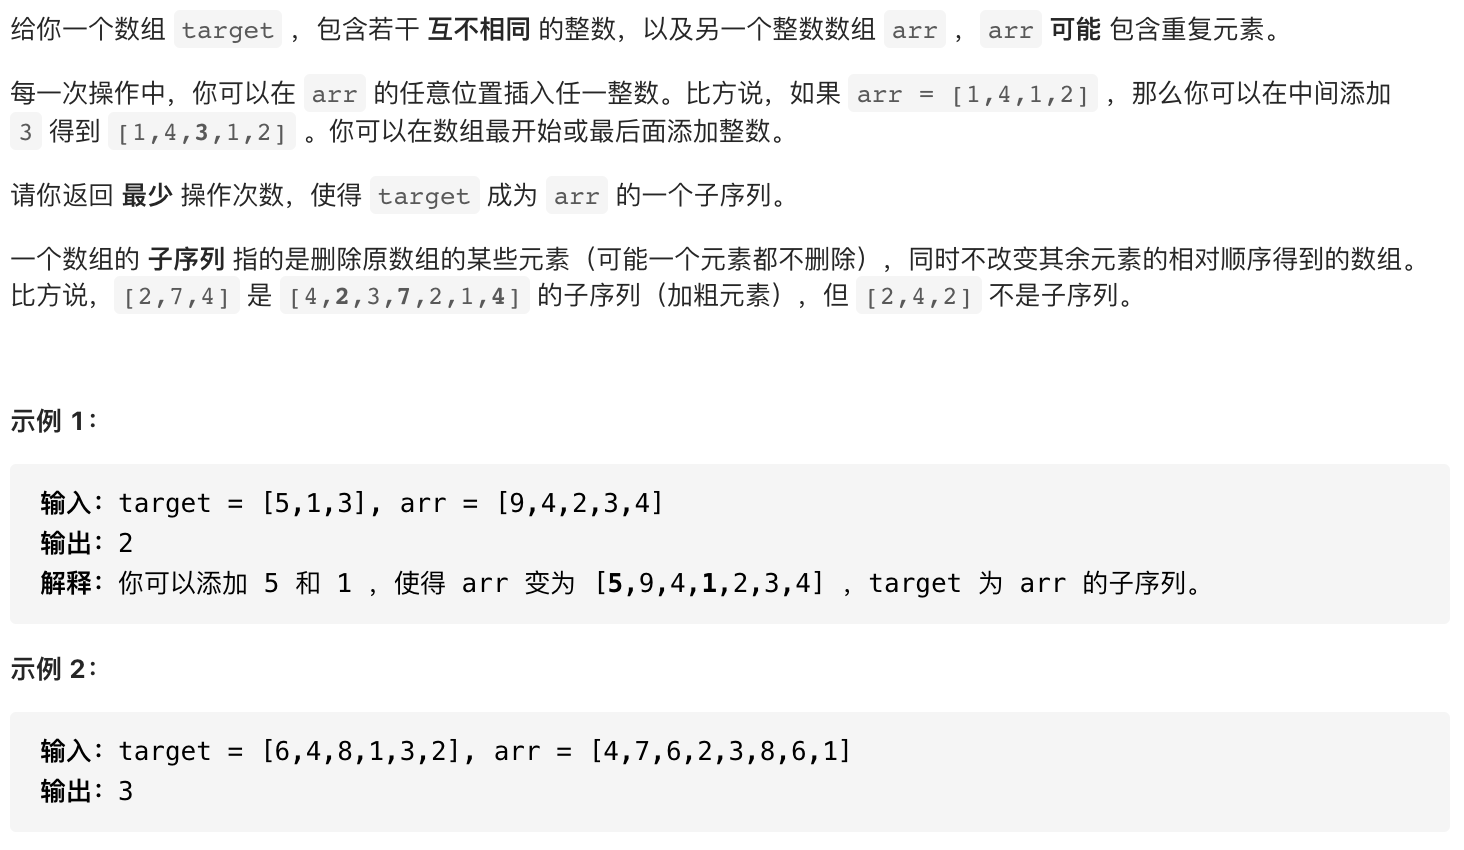 给你一个数组 target ，包含若干 互不相同 的整数，以及另一个整数数组 arr ，arr 可能 包含重复元素。
每一次操作中，你可以在 arr 的任意位置插入任一整数。比方说，如果 arr = [1,4,1,2] ，那么你可以在中间添加
3 得到 [1,4,3,1,2] 。你可以在数组最开始或最后面添加整数。
请你返回 最少 操作次数，使得 target 成为 arr 的一个子序列。
一个数组的 子序列 指的是删除原数组的某些元素（可能一个元素都不删除），同时不改变其余元素的相对顺序得到的数组。
比方说，[2,7,4] 是 [4,2,3,7,2,1,4] 的子序列（加粗元素），但 [2,4,2] 不是子序列。
示例 1：
输入：target = [5,1,3], arr = [9,4,2,3,4]
输出：2
解释：你可以添加 5 和 1 ，使得 arr 变为 [5,9,4,1,2,3,4] ，target 为 arr 的子序列。
示例 2：
输入：target = [6,4,8,1,3,2], arr = [4,7,6,2,3,8,6,1]
输出：3